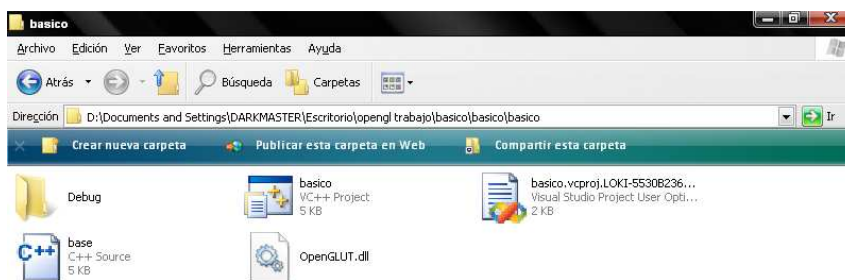 basico
Archivo Edición Ver Favoritos Herramientas Ayuda
Atrás Búsqueda Carpetas
Dirección D:\Documents and Settings\DARKMASTER\Escritorio\opengl trabajo\basico\basico\basico Ir
Crear nueva carpeta Publicar esta carpeta en Web Compartir esta carpeta
Debug
basico
VC++ Project
5 KB
basico.vcproj.LOKI-5530B236...
Visual Studio Project User Opti...
2 KB
C++
base
C++ Source
5 KB
OpenGLUT.dll